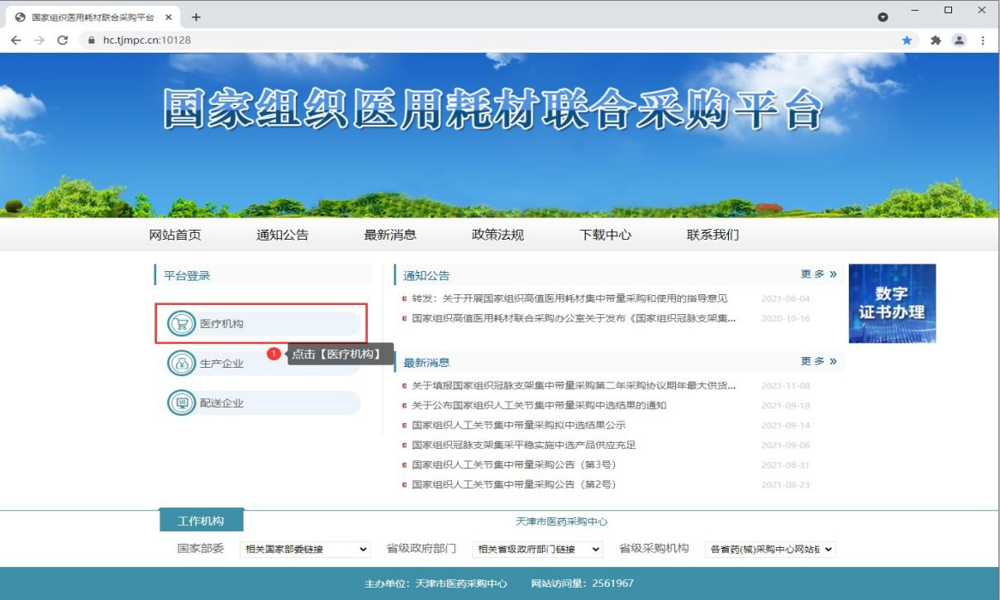 国家组织医用耗材联合采购平台
hc.tjmpc.cn:10128
国家组织医用耗材联合采购平台
网站首页 通知公告 最新消息 政策法规 下载中心 联系我们
平台登录
医疗机构
1 点击【医疗机构】
生产企业
配送企业
通知公告 更多 »
转发：关于开展国家组织高值医用耗材集中带量采购和使用的指导意见 2021-06-04
国家组织高值医用耗材联合采购办公室关于发布《国家组织冠脉支架集... 2020-10-16
最新消息 更多 »
关于填报国家组织冠脉支架集中带量采购第二年采购协议期年最大供货... 2021-11-08
关于公布国家组织人工关节集中带量采购中选结果的通知 2021-09-18
国家组织人工关节集中带量采购拟中选结果公示 2021-09-14
国家组织冠脉支架集采平稳实施中选产品供应充足 2021-09-06
国家组织人工关节集中带量采购公告（第3号） 2021-08-31
国家组织人工关节集中带量采购公告（第2号） 2021-08-23
数字
证书办理
工作机构 天津市医药采购中心
国家部委 相关国家部委链接 省级政府部门 相关省级政府部门链接 省级采购机构 各省药(械)采购中心网站链
主办单位：天津市医药采购中心 网站访问量：2561967